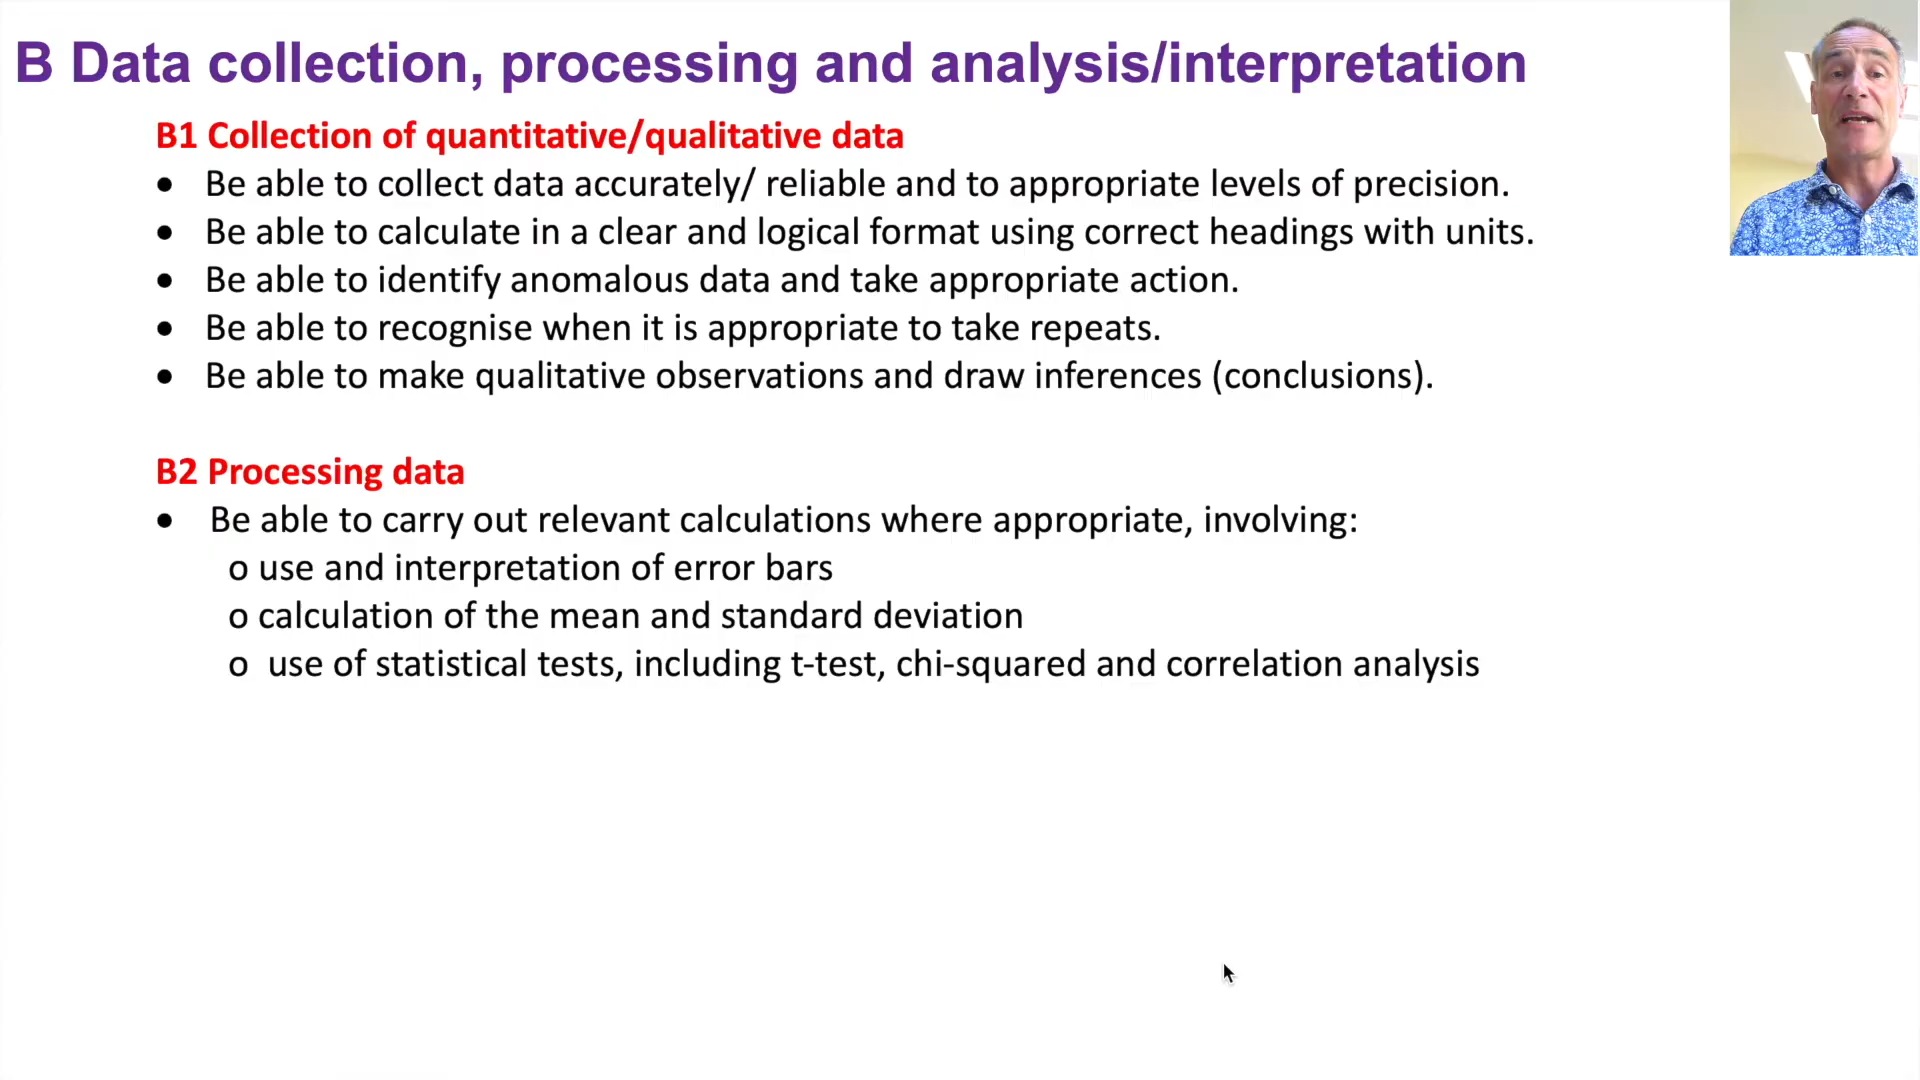 B Data collection, processing and analysis/interpretation
B1 Collection of quantitative/qualitative data
• Be able to collect data accurately/ reliable and to appropriate levels of precision.
• Be able to calculate in a clear and logical format using correct headings with units.
• Be able to identify anomalous data and take appropriate action.
• Be able to recognise when it is appropriate to take repeats.
• Be able to make qualitative observations and draw inferences (conclusions).
B2 Processing data
• Be able to carry out relevant calculations where appropriate, involving:
o use and interpretation of error bars
o calculation of the mean and standard deviation
o use of statistical tests, including t-test, chi-squared and correlation analysis